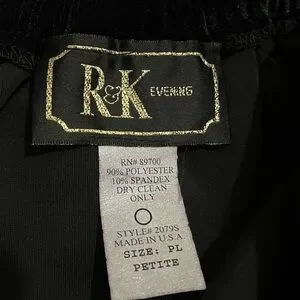 R&K EVENING
RN# 89700
90% POLYESTER
10% SPANDEX
DRY CLEAN
ONLY
STYLE# 2079S
MADE IN U.S.A
SIZE: PL
PETITE